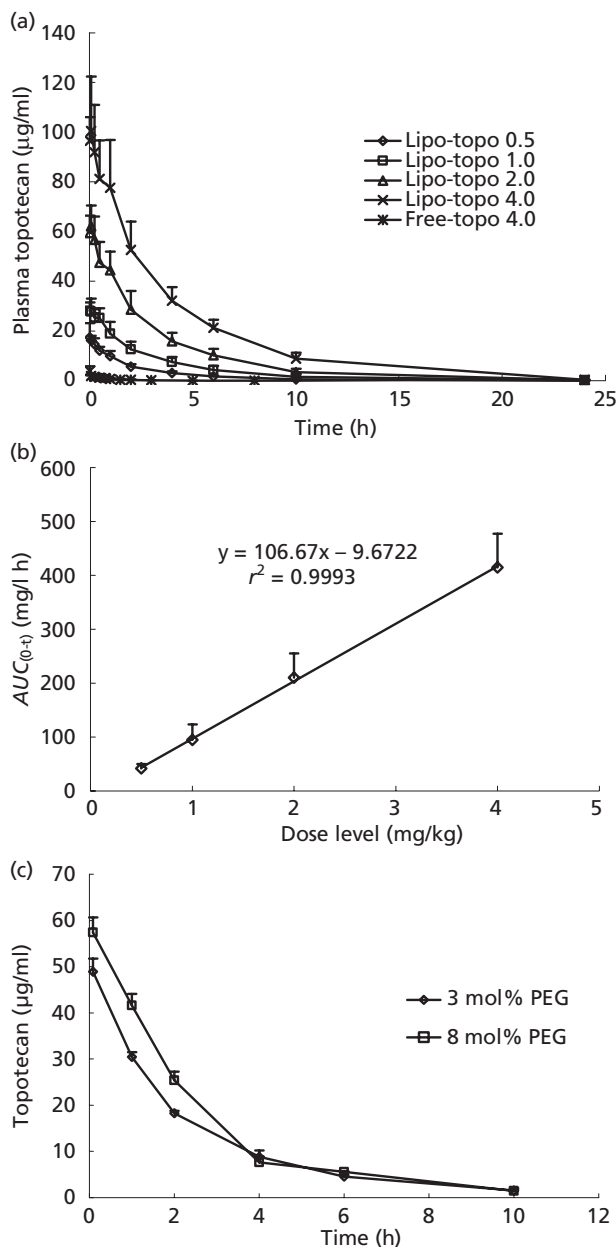 (a)
140
120
100
80
60
40
20
0
Plasma topotecan (µg/ml)
Lipo-topo 0.5
Lipo-topo 1.0
Lipo-topo 2.0
Lipo-topo 4.0
Free-topo 4.0
0 5 10 15 20 25
Time (h)
(b)
600
500
400
300
200
100
0
AUC(0-t) (mg/l h)
y = 106.67x – 9.6722
r² = 0.9993
0 1 2 3 4 5
Dose level (mg/kg)
(c)
70
60
50
40
30
20
10
0
Topotecan (µg/ml)
3 mol% PEG
8 mol% PEG
0 2 4 6 8 10 12
Time (h)